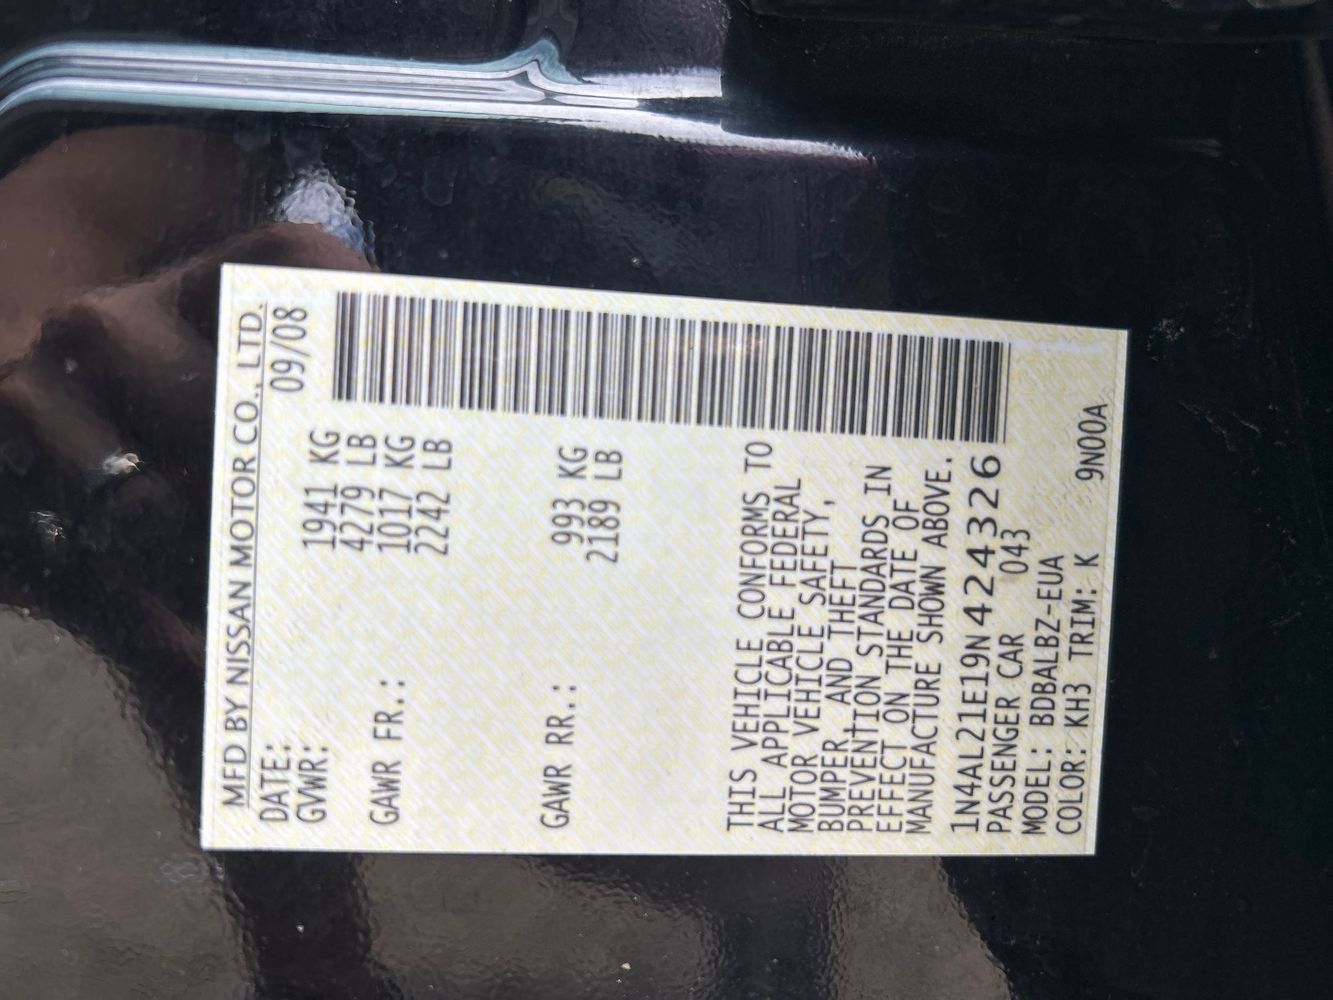 MFD BY NISSAN MOTOR CO., LTD.
DATE: 09/08
GVWR: 1941 KG
4279 LB
GAWR FR.: 1017 KG
2242 LB
GAWR RR.: 993 KG
2189 LB
THIS VEHICLE CONFORMS TO
ALL APPLICABLE FEDERAL
MOTOR VEHICLE SAFETY,
BUMPER, AND THEFT
PREVENTION STANDARDS IN
EFFECT ON THE DATE OF
MANUFACTURE SHOWN ABOVE.
1N4AL21E19N424326
PASSENGER CAR 043
MODEL: BDBALBZ-EUA
COLOR: KH3 TRIM: K 9N00A